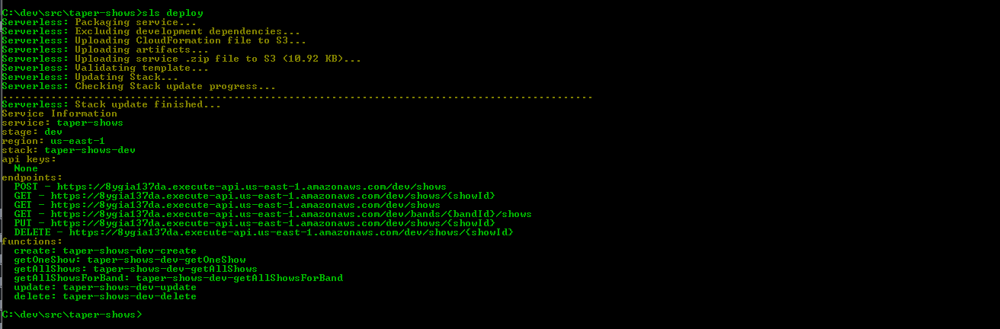 C:\dev\src\taper-shows>sls deploy
Serverless: Packaging service...
Serverless: Excluding development dependencies...
Serverless: Uploading CloudFormation file to S3...
Serverless: Uploading artifacts...
Serverless: Uploading service .zip file to S3 (10.92 KB)...
Serverless: Validating template...
Serverless: Updating Stack...
Serverless: Checking Stack update progress...
.................................................................................................
Serverless: Stack update finished...
Service Information
service: taper-shows
stage: dev
region: us-east-1
stack: taper-shows-dev
api keys:
  None
endpoints:
  POST - https://8ygia137da.execute-api.us-east-1.amazonaws.com/dev/shows
  GET - https://8ygia137da.execute-api.us-east-1.amazonaws.com/dev/shows/{showId}
  GET - https://8ygia137da.execute-api.us-east-1.amazonaws.com/dev/shows
  GET - https://8ygia137da.execute-api.us-east-1.amazonaws.com/dev/bands/{bandId}/shows
  PUT - https://8ygia137da.execute-api.us-east-1.amazonaws.com/dev/shows/{showId}
  DELETE - https://8ygia137da.execute-api.us-east-1.amazonaws.com/dev/shows/{showId}
functions:
  create: taper-shows-dev-create
  getOneShow: taper-shows-dev-getOneShow
  getAllShows: taper-shows-dev-getAllShows
  getAllShowsForBand: taper-shows-dev-getAllShowsForBand
  update: taper-shows-dev-update
  delete: taper-shows-dev-delete
C:\dev\src\taper-shows>